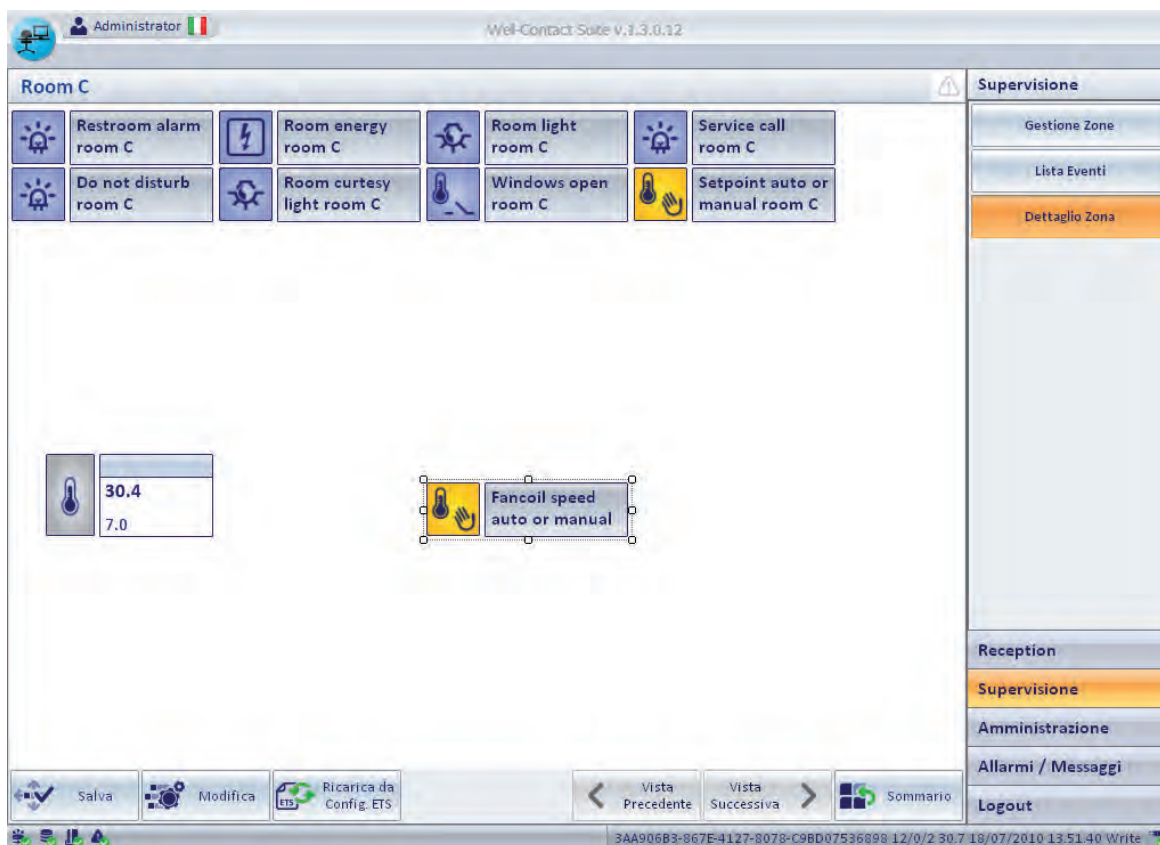 Administrator
Well-Contact Suite v.1.3.0.12
Room C
Supervisione
Restroom alarm
room C
Room energy
room C
Room light
room C
Service call
room C
Do not disturb
room C
Room curtesy
light room C
Windows open
room C
Setpoint auto or
manual room C
Gestione Zone
Lista Eventi
Dettaglio Zona
30.4
7.0
Fancoil speed
auto or manual
Reception
Supervisione
Amministrazione
Allarmi / Messaggi
Logout
Salva
Modifica
ETS
Ricarica da
Config. ETS
Vista
Precedente
Vista
Successiva
Sommario
3AA906B3-867E-4127-8078-C9BD07536898 12/0/2 30.7 18/07/2010 13.51.40 Write